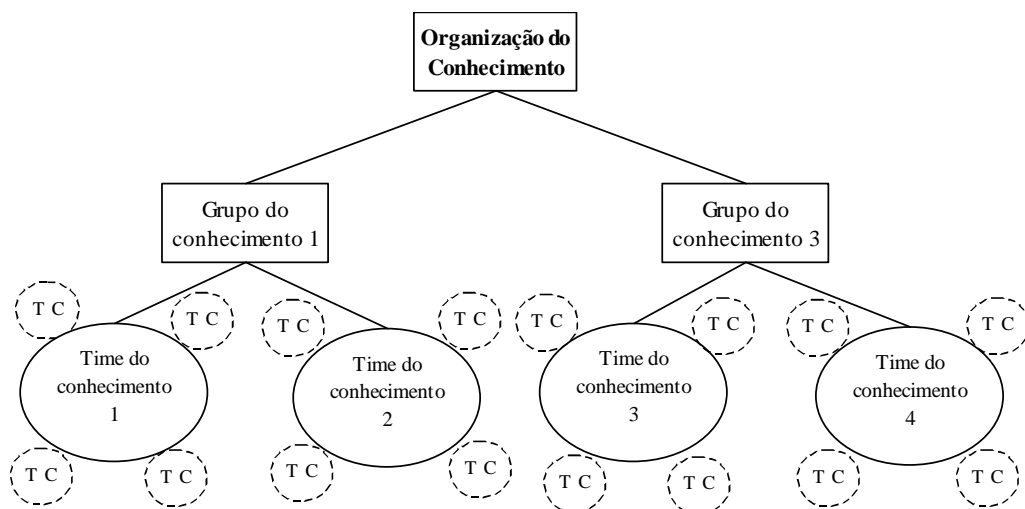 Organização do
Conhecimento
Grupo do
conhecimento 1
Grupo do
conhecimento 3
T C
T C
T C
T C
T C
T C
T C
T C
Time do
conhecimento
1
Time do
conhecimento
2
Time do
conhecimento
3
Time do
conhecimento
4
T C
T C
T C
T C
T C
T C
T C
T C